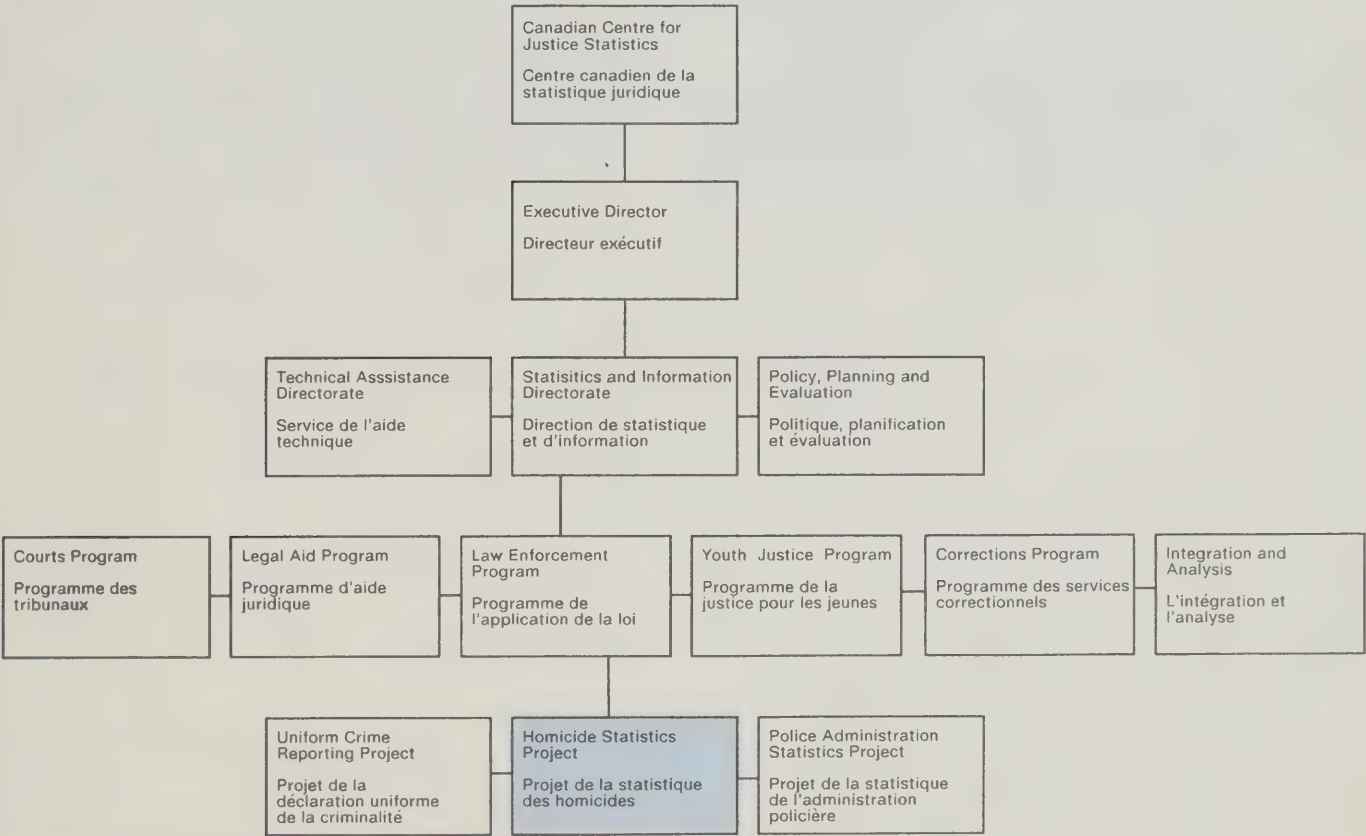 Canadian Centre for
Justice Statistics
Centre canadien de la
statistique juridique
Executive Director
Directeur exécutif
Technical Asssistance
Directorate
Service de l'aide
technique
Statisitics and Information
Directorate
Direction de statistique
et d'information
Policy, Planning and
Evaluation
Politique, planification
et évaluation
Courts Program
Programme des
tribunaux
Legal Aid Program
Programme d'aide
juridique
Law Enforcement
Program
Programme de
l'application de la loi
Youth Justice Program
Programme de la
justice pour les jeunes
Corrections Program
Programme des services
correctionnels
Integration and
Analysis
L'intégration et
l'analyse
Uniform Crime
Reporting Project
Projet de la
déclaration uniforme
de la criminalité
Homicide Statistics
Project
Projet de la statistique
des homicides
Police Administration
Statistics Project
Projet de la statistique
de l'administration
policière